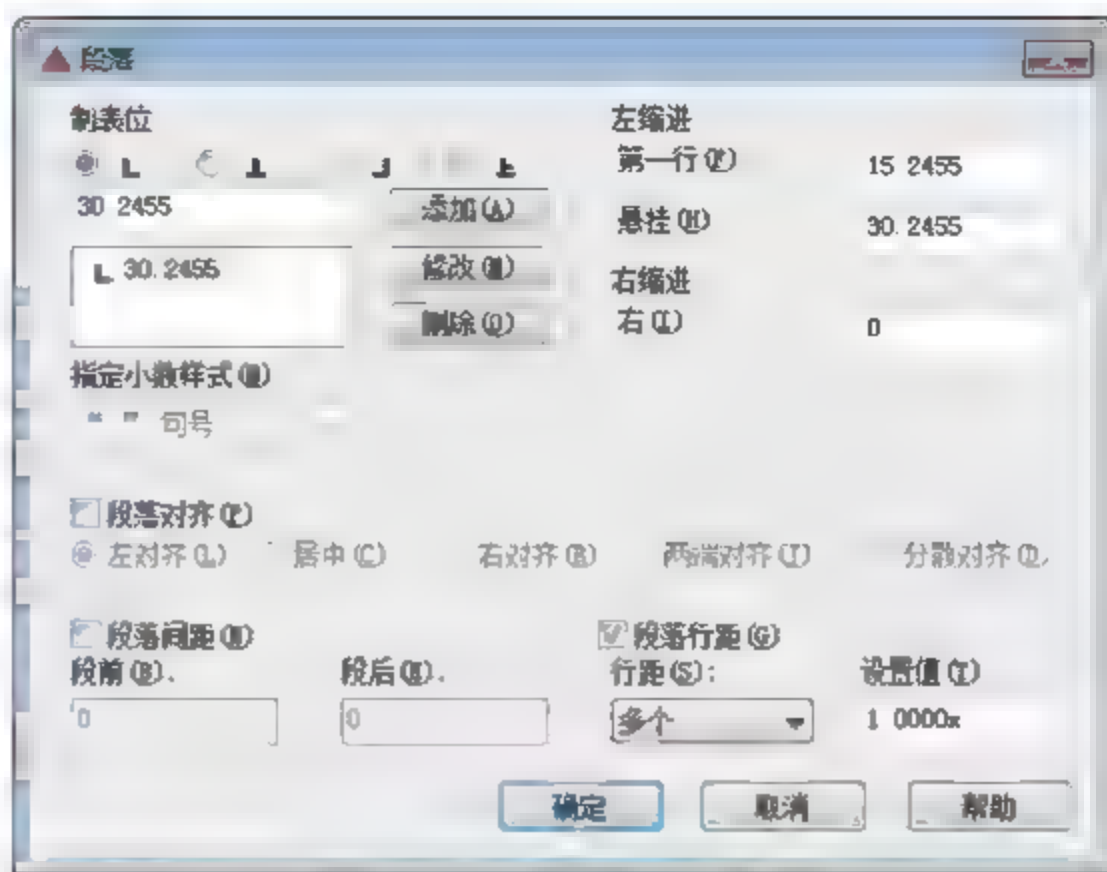 段落
制表位
30 2455
添加(A)
30.2455
修改(M)
删除(D)
指定小数样式(M)
句号
左缩进
第一行(F)
15 2455
悬挂(H)
30.2455
右缩进
右(I)
0
段落对齐(P)
左对齐(L) 居中(C) 右对齐(R) 两端对齐(J) 分散对齐(D)
段落间距(N)
段前(B):
段后(E):
0
0
段落行距(G)
行距(S):
设置值(T)
多个
1 0000x
确定 取消 帮助